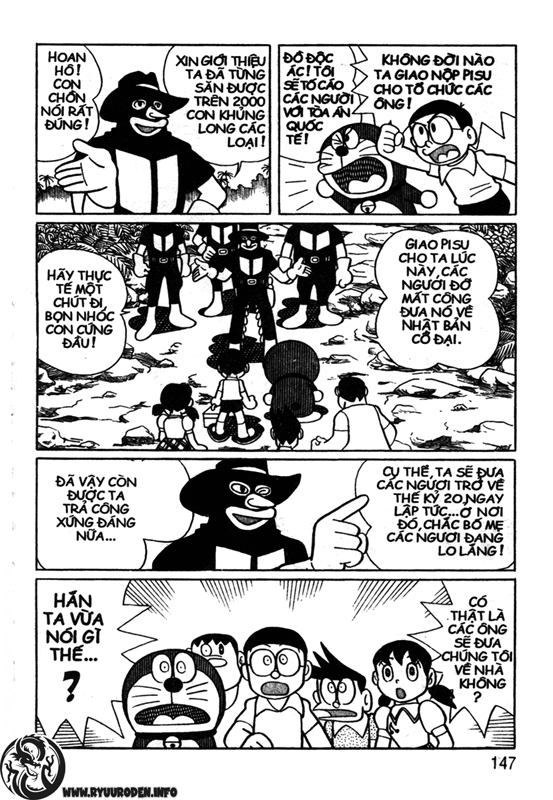 KHÔNG ĐỜI NÀO
TA GIAO NỘP PISU
CHO TỔ CHỨC CÁC
ÔNG!
ĐỒ ĐỘC
ÁC! TÔI
SẼ TỐ CÁO
CÁC NGƯỜI
VỚI TÒA ÁN
QUỐC
TẾ!
XIN GIỚI THIỆU
TA ĐÃ TỪNG
SĂN ĐƯỢC
TRÊN 2000
CON KHỦNG
LONG CÁC
LOẠI!
HOAN
HÔ!
CON
CHỒN
NÓI RẤT
ĐÚNG!
GIAO PISU
CHO TA LÚC
NÀY, CÁC
NGƯỜI ĐỠ
MẤT CÔNG
ĐƯA NÓ VỀ
NHẬT BẢN
CỔ ĐẠI.
HÃY THỰC
TẾ MỘT
CHÚT ĐI,
BỌN NHÓC
CON CỨNG
ĐẦU!
CỤ THỂ, TA SẼ ĐƯA
CÁC NGƯƠI TRỞ VỀ
THẾ KỶ 20, NGAY
LẬP TỨC...Ở NƠI
ĐÓ, CHẮC BỐ MẸ
CÁC NGƯƠI ĐANG
LO LẮNG!
ĐÃ VẬY CÒN
ĐƯỢC TA
TRẢ CÔNG
XỨNG ĐÁNG
NỮA...
CÓ
THẬT LÀ
CÁC ÔNG
SẼ ĐƯA
CHÚNG TÔI
VỀ NHÀ
KHÔNG
?
HẮN
TA VỪA
NÓI GÌ
THẾ...
?
147
WWW.RYUURODEN.INFO